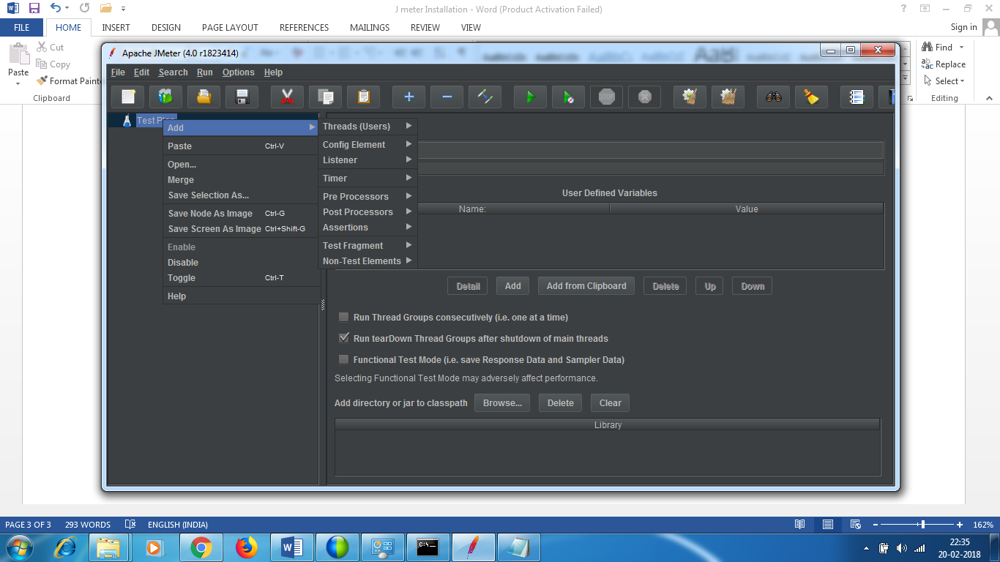 J meter Installation - Word (Product Activation Failed)
FILE HOME INSERT DESIGN PAGE LAYOUT REFERENCES MAILINGS REVIEW VIEW Sign in
Cut
Copy
Paste
Clipboard
Find
Replace
Select
Editing
Apache JMeter (4.0 r1823414)
File Edit Search Run Options Help
STOP
Add
Paste Ctrl-V
Open...
Merge
Save Selection As...
Save Node As Image Ctrl-G
Save Screen As Image Ctrl+Shift-G
Enable
Disable
Toggle Ctrl-T
Help
Threads (Users)
Config Element
Listener
Timer
Pre Processors
Post Processors
Assertions
Test Fragment
Non-Test Elements
User Defined Variables
Name: Value
Detail Add Add from Clipboard Delete Up Down
Run Thread Groups consecutively (i.e. one at a time)
Run tearDown Thread Groups after shutdown of main threads
Functional Test Mode (i.e. save Response Data and Sampler Data)
Selecting Functional Test Mode may adversely affect performance.
Add directory or jar to classpath Browse... Delete Clear
Library
PAGE 3 OF 3 293 WORDS ENGLISH (INDIA) 162%
22:35
20-02-2018